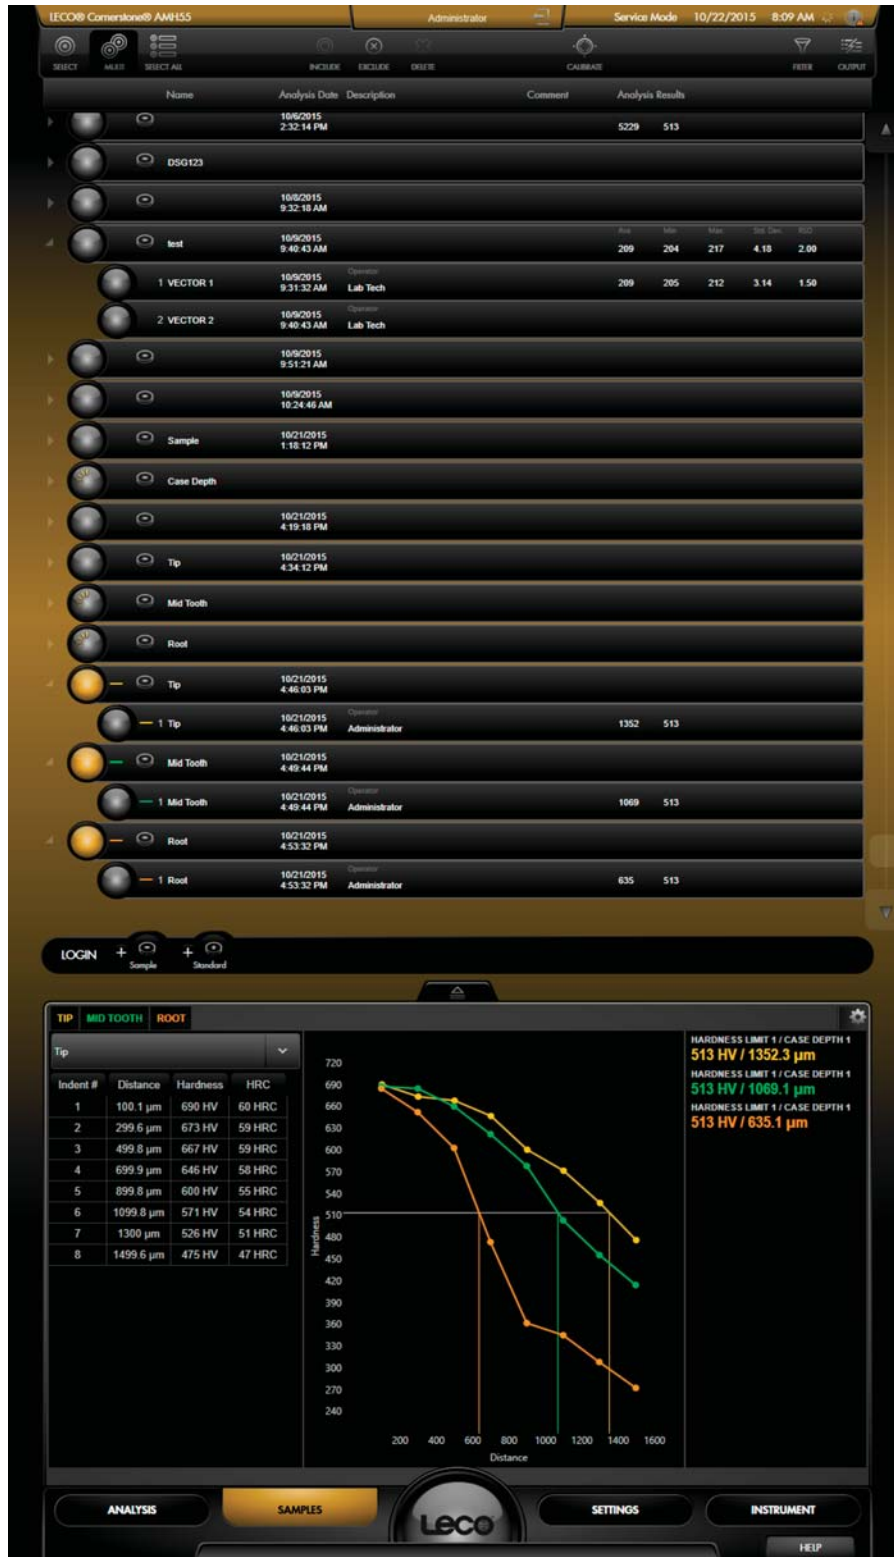 LECO® Cornerstone® AMH55 Administrator Service Mode 10/22/2015 8:09 AM
SELECT MULTI SELECT ALL INCLUDE EXCLUDE DELETE CALIBRATE FILTER OUTPUT
Name Analysis Date Description Comment Analysis Results
10/6/2015
2:32:14 PM 5229 513
DSG123
10/8/2015
9:32:18 AM
Ave Min Max Std. Dev. RSD
test 10/9/2015
9:40:43 AM 209 204 217 4.18 2.00
Operator
1 VECTOR 1 10/9/2015
9:31:32 AM Lab Tech 209 205 212 3.14 1.50
Operator
2 VECTOR 2 10/9/2015
9:40:43 AM Lab Tech
10/9/2015
9:51:21 AM
10/9/2015
10:24:46 AM
Sample 10/21/2015
1:18:12 PM
Case Depth
10/21/2015
4:19:18 PM
Tip 10/21/2015
4:34:12 PM
Mid Tooth
Root
Tip 10/21/2015
4:46:03 PM
Operator
1 Tip 10/21/2015
4:46:03 PM Administrator 1352 513
Mid Tooth 10/21/2015
4:49:44 PM
Operator
1 Mid Tooth 10/21/2015
4:49:44 PM Administrator 1069 513
Root 10/21/2015
4:53:32 PM
Operator
1 Root 10/21/2015
4:53:32 PM Administrator 635 513
LOGIN + Sample + Standard
TIP MID TOOTH ROOT
Tip
Indent # Distance Hardness HRC
1 100.1 µm 690 HV 60 HRC
2 299.6 µm 673 HV 59 HRC
3 499.8 µm 667 HV 59 HRC
4 699.9 µm 646 HV 58 HRC
5 899.8 µm 600 HV 55 HRC
6 1099.8 µm 571 HV 54 HRC
7 1300 µm 526 HV 51 HRC
8 1499.6 µm 475 HV 47 HRC
720
690
660
630
600
570
540
510
480
450
420
390
360
330
300
270
240
Hardness
200 400 600 800 1000 1200 1400 1600
Distance
HARDNESS LIMIT 1 / CASE DEPTH 1
513 HV / 1352.3 µm
HARDNESS LIMIT 1 / CASE DEPTH 1
513 HV / 1069.1 µm
HARDNESS LIMIT 1 / CASE DEPTH 1
513 HV / 635.1 µm
ANALYSIS SAMPLES LECO SETTINGS INSTRUMENT
HELP